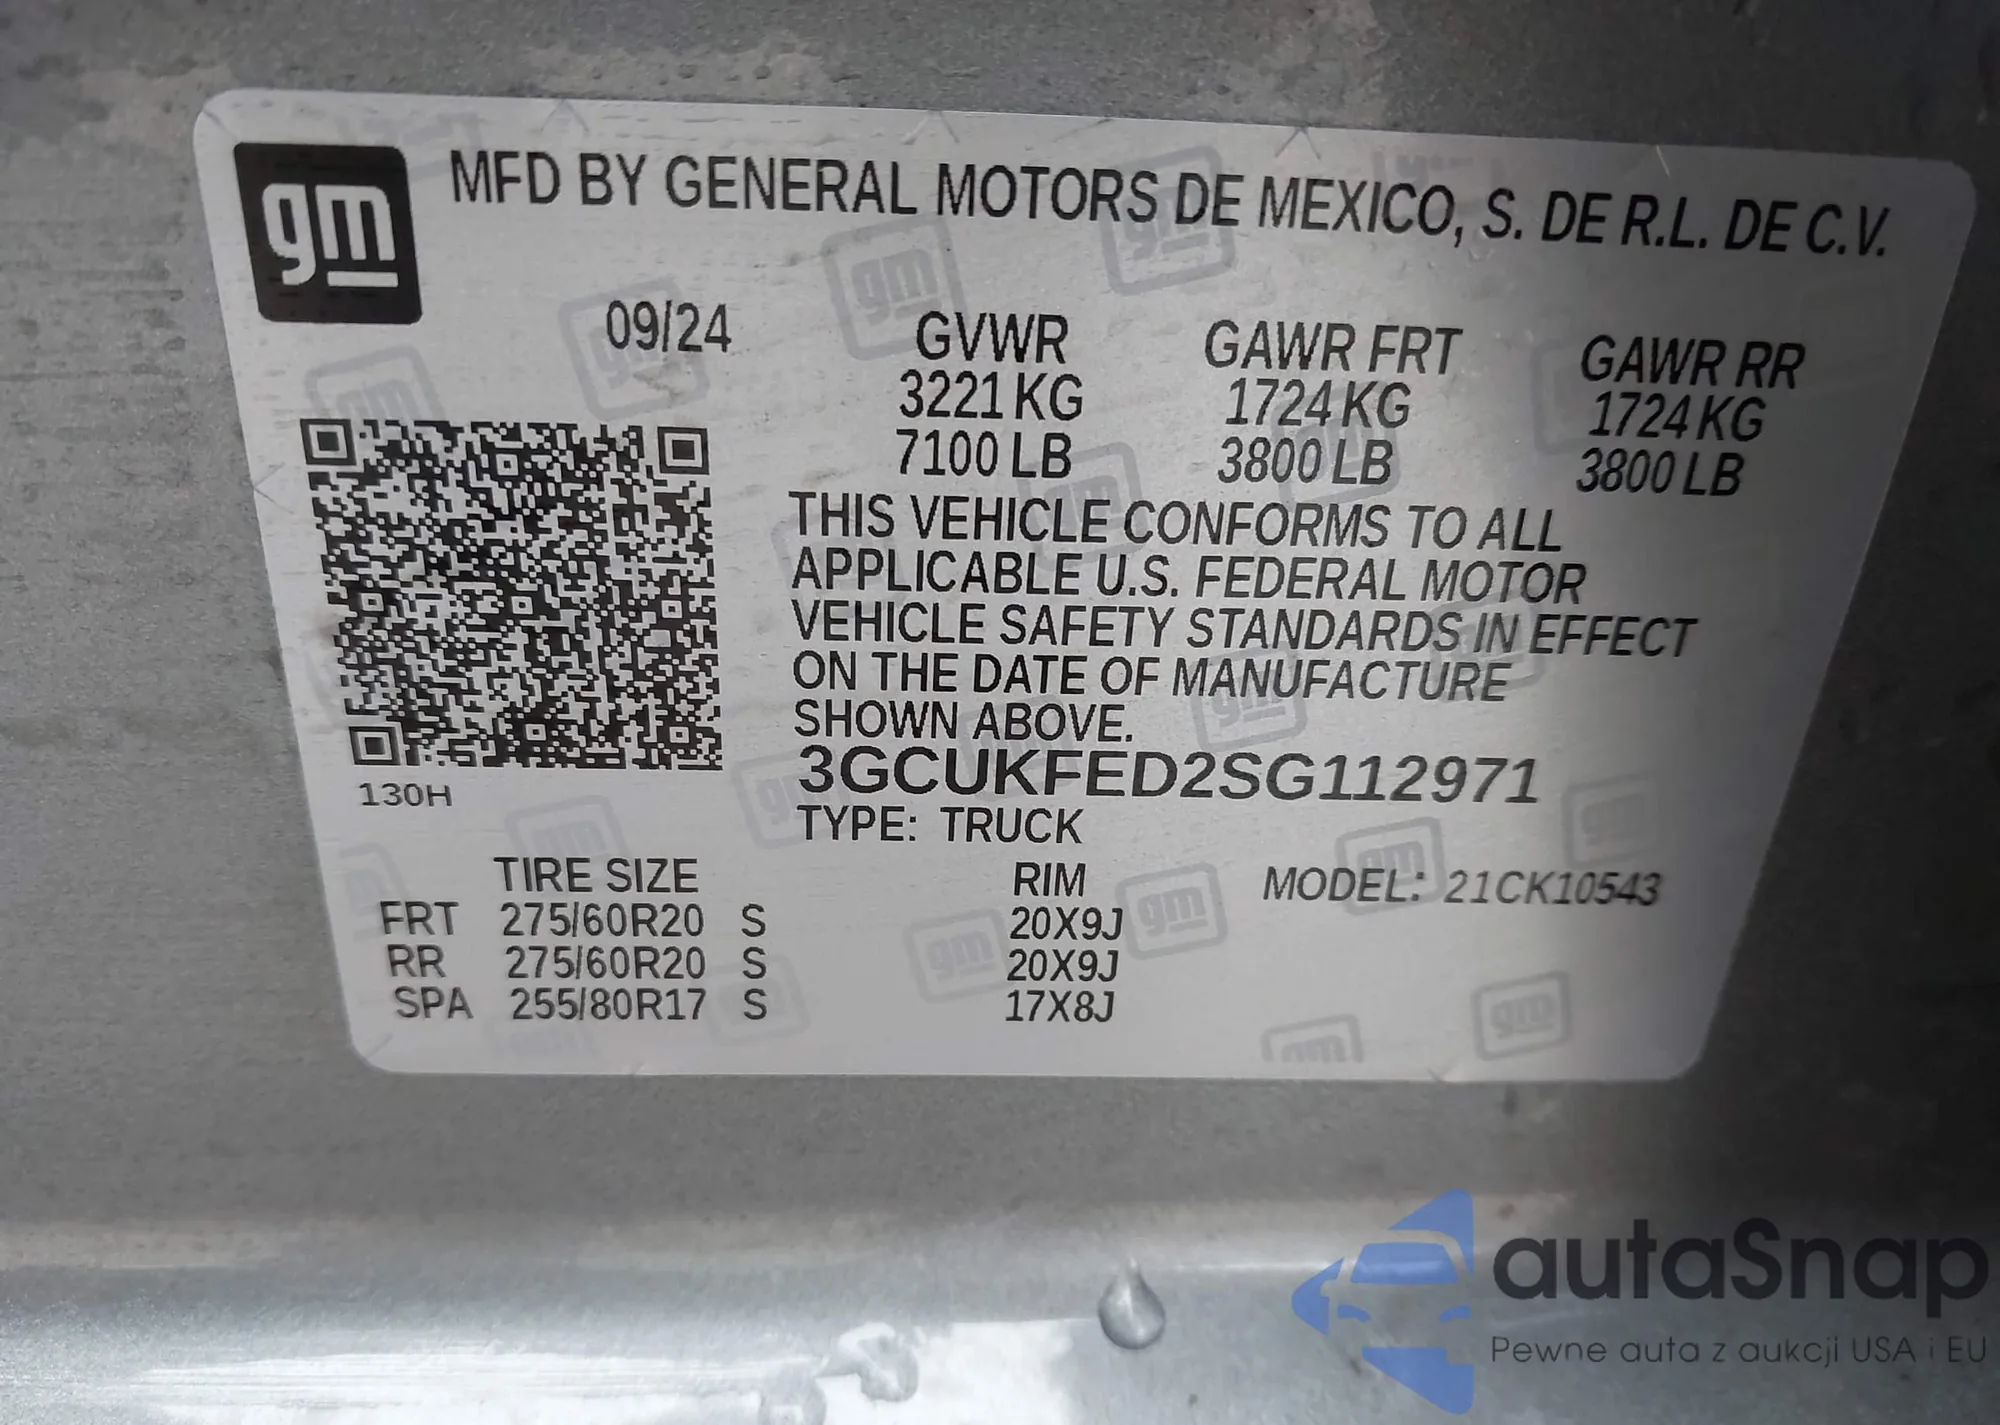 gm MFD BY GENERAL MOTORS DE MEXICO, S. DE R.L. DE C.V.
09/24 GVWR GAWR FRT GAWR RR
3221 KG 1724 KG 1724 KG
7100 LB 3800 LB 3800 LB
THIS VEHICLE CONFORMS TO ALL
APPLICABLE U.S. FEDERAL MOTOR
VEHICLE SAFETY STANDARDS IN EFFECT
ON THE DATE OF MANUFACTURE
SHOWN ABOVE.
3GCUKFED2SG112971
130H
TYPE: TRUCK
TIRE SIZE RIM MODEL: 21CK10543
FRT 275/60R20 S 20X9J
RR 275/60R20 S 20X9J
SPA 255/80R17 S 17X8J
autaSnap
Pewne auta z aukcji USA i EU